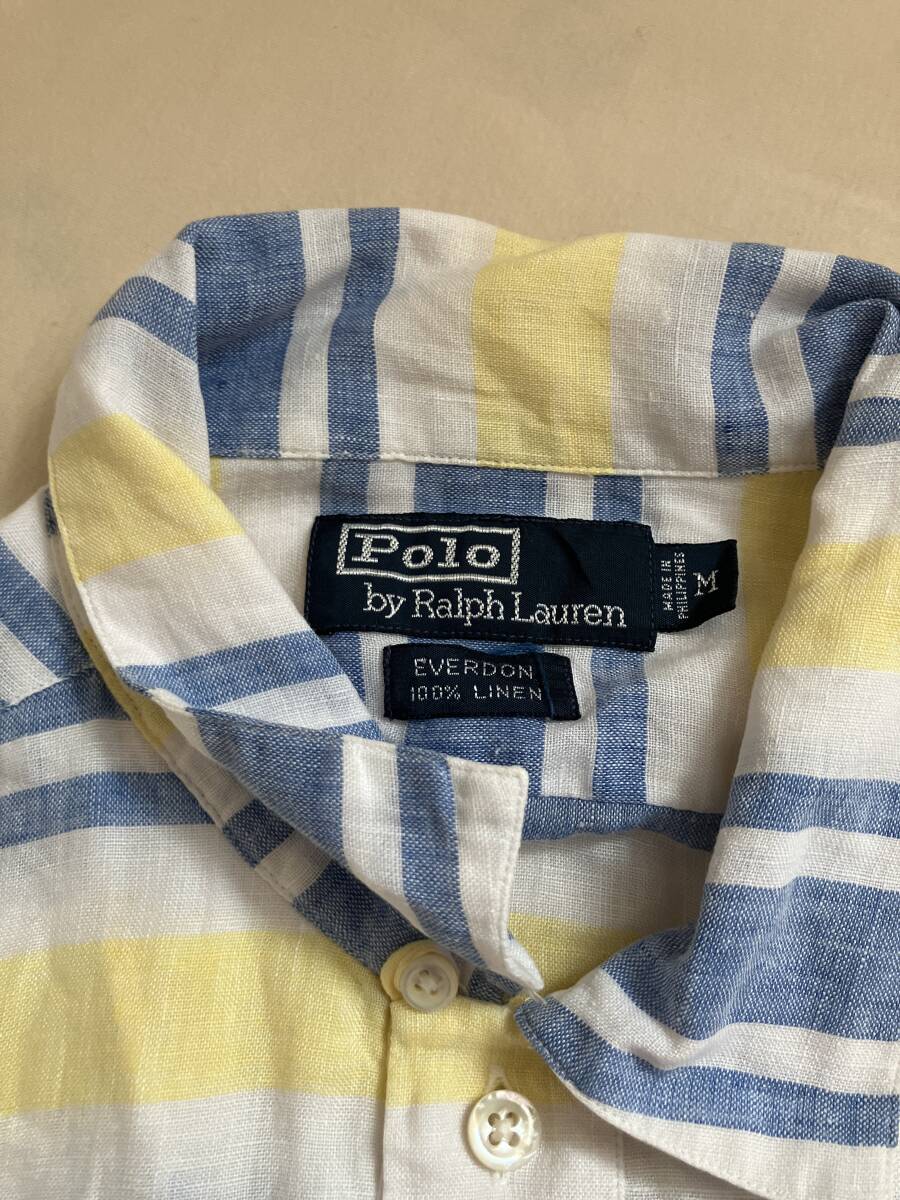 Polo
by Ralph Lauren
MADE IN
PHILIPPINES
M
EVERDON
100% LINEN